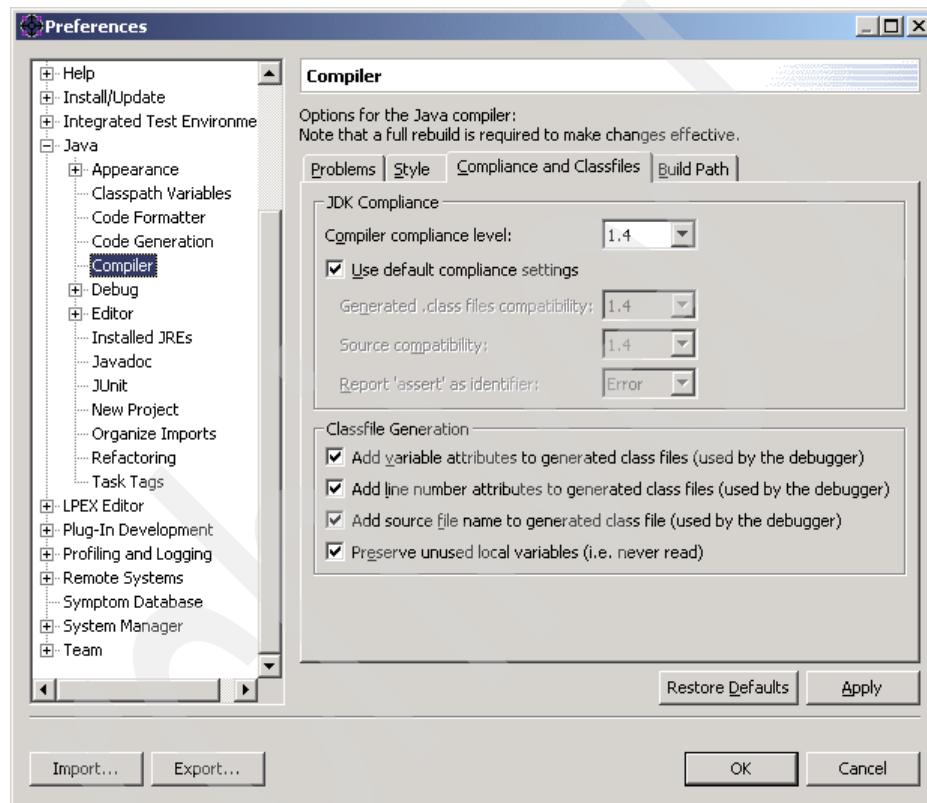 Preferences
Help
Install/Update
Integrated Test Environme
Java
Appearance
Classpath Variables
Code Formatter
Code Generation
Compiler
Debug
Editor
Installed JREs
Javadoc
JUnit
New Project
Organize Imports
Refactoring
Task Tags
LPEX Editor
Plug-In Development
Profiling and Logging
Remote Systems
Symptom Database
System Manager
Team
Compiler
Options for the Java compiler:
Note that a full rebuild is required to make changes effective.
Problems Style Compliance and Classfiles Build Path
JDK Compliance
Compiler compliance level: 1.4
Use default compliance settings
Generated .class files compatibility: 1.4
Source compatibility: 1.4
Report 'assert' as identifier: Error
Classfile Generation
Add variable attributes to generated class files (used by the debugger)
Add line number attributes to generated class files (used by the debugger)
Add source file name to generated class file (used by the debugger)
Preserve unused local variables (i.e. never read)
Restore Defaults Apply
Import... Export... OK Cancel